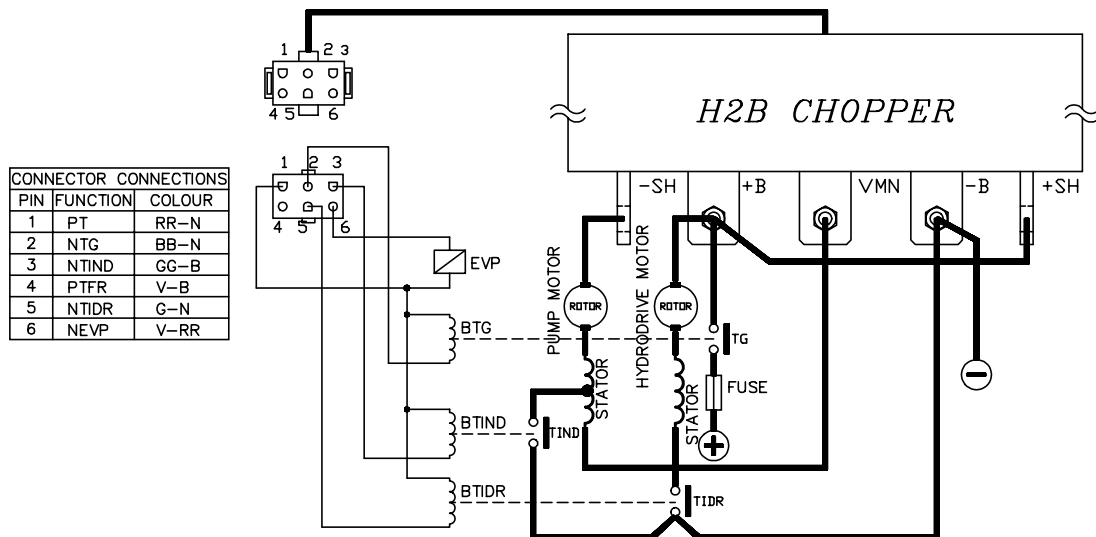 1 2 3
4 5 6
H2B CHOPPER
-SH +B VMN -B +SH
1 2 3
4 5 6
CONNECTOR CONNECTIONS
PIN FUNCTION COLOUR
1 PT RR-N
2 NTG BB-N
3 NTIND GG-B
4 PTFR V-B
5 NTIDR G-N
6 NEVP V-RR
EVP
PUMP MOTOR
HYDRODRIVE MOTOR
ROTOR
ROTOR
BTG
TG
STATOR
STATOR
FUSE
BTIND
TIND
+
-
BTIDR
TIDR